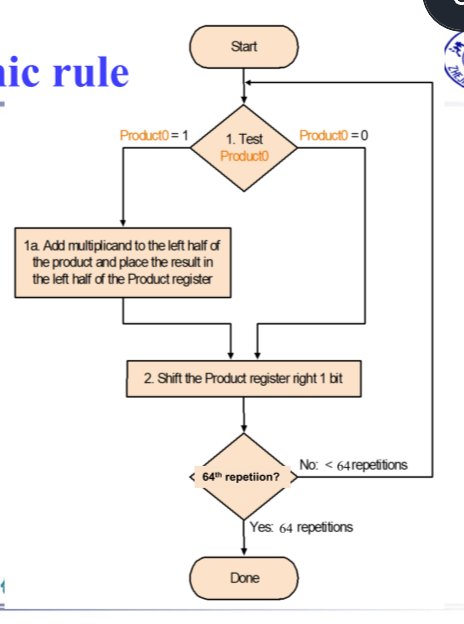 Start
ic rule
Product0 = 1
1. Test
Product0
Product0 = 0
1a. Add multiplicand to the left half of
the product and place the result in
the left half of the Product register
2. Shift the Product register right 1 bit
64th repetiion?
No: < 64 repetitions
Yes: 64 repetitions
Done